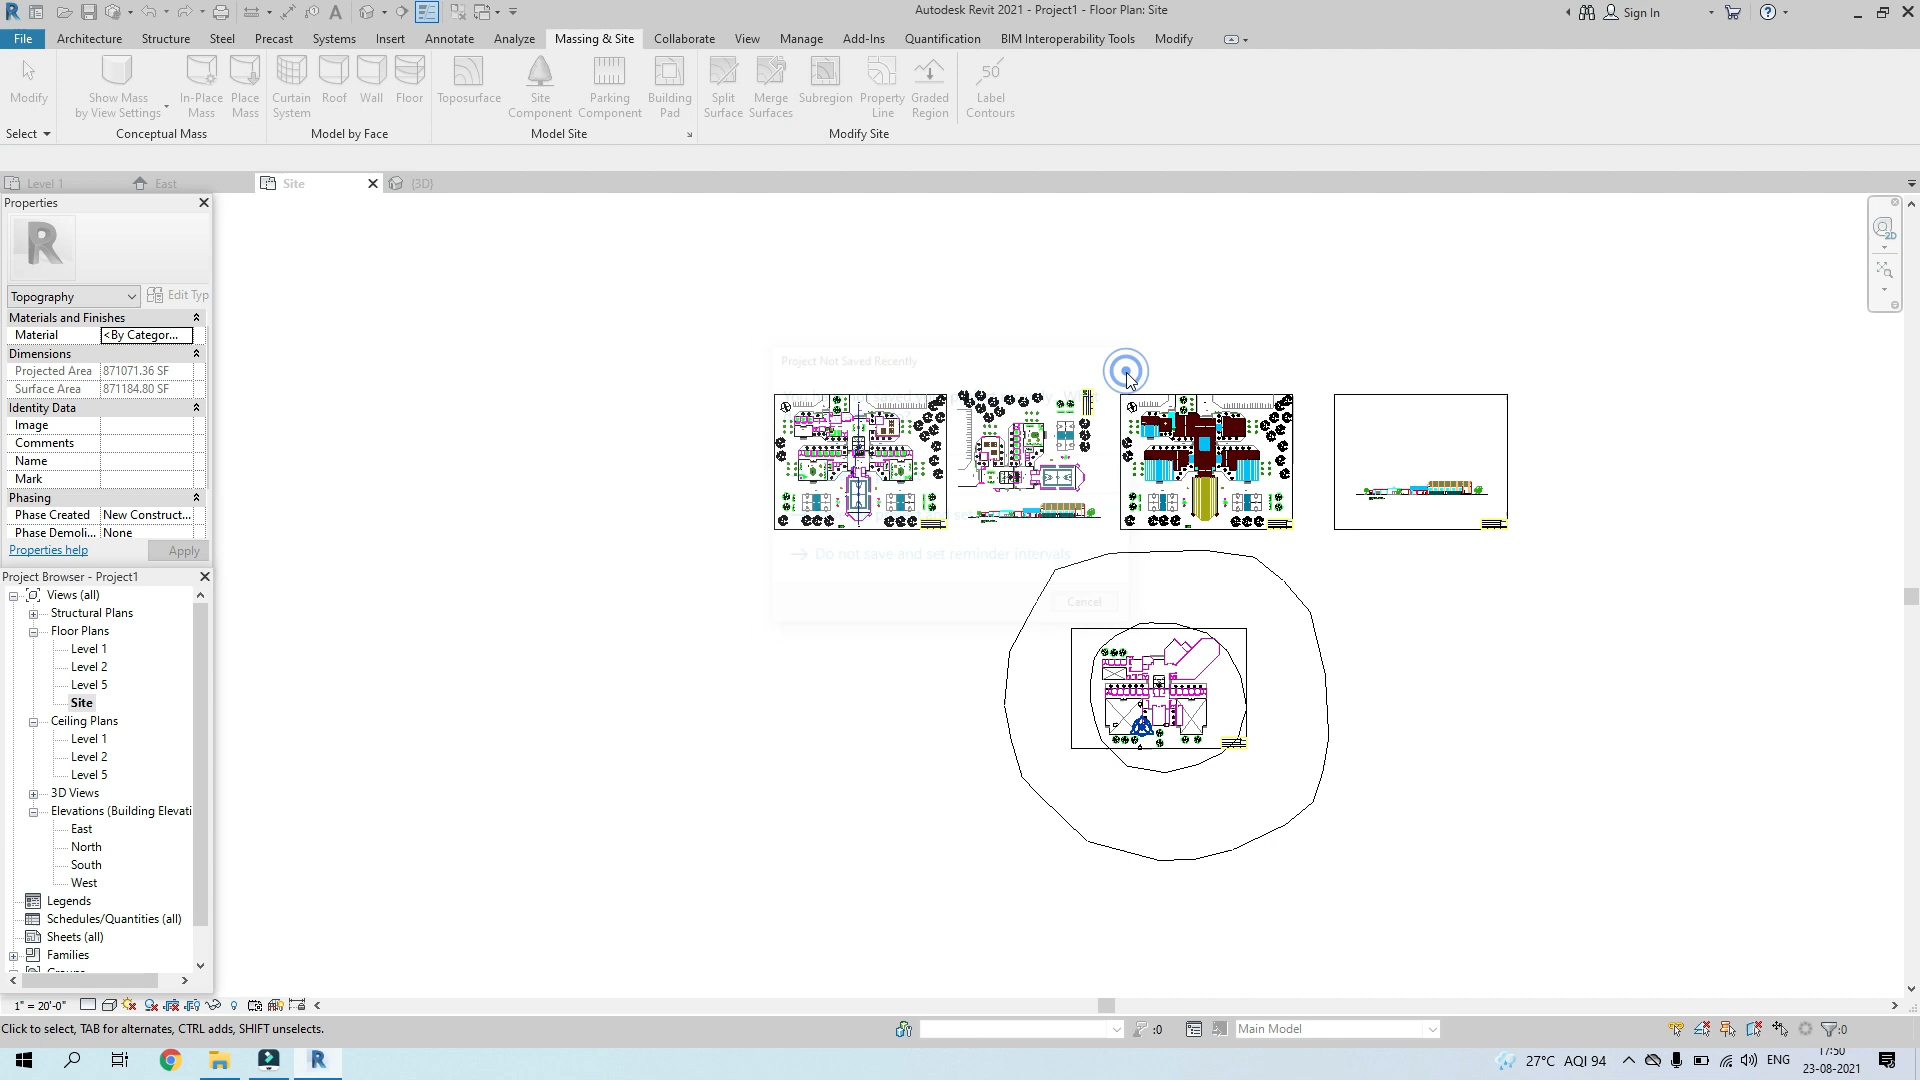 Autodesk Revit 2021 - Project1 - Floor Plan: Site
Sign In
File Architecture Structure Steel Precast Systems Insert Annotate Analyze Massing & Site Collaborate View Manage Add-Ins Quantification BIM Interoperability Tools Modify
Modify
Show Mass by View Settings
In-Place Mass
Place Mass
Curtain System
Roof
Wall
Floor
Toposurface
Site Component
Parking Component
Building Pad
Split Surface
Merge Surfaces
Subregion
Property Line
Graded Region
50
Label Contours
Select
Conceptual Mass
Model by Face
Model Site
Modify Site
Level 1
East
Site
{3D}
Properties
R
Topography
Edit Typ
Materials and Finishes
Material <By Categor...
Dimensions
Projected Area 871071.36 SF
Surface Area 871184.80 SF
Identity Data
Image
Comments
Name
Mark
Phasing
Phase Created New Construct...
Phase Demoli... None
Properties help
Apply
Project Browser - Project1
Views (all)
Structural Plans
Floor Plans
Level 1
Level 2
Level 5
Site
Ceiling Plans
Level 1
Level 2
Level 5
3D Views
Elevations (Building Elevati
East
North
South
West
Legends
Schedules/Quantities (all)
Sheets (all)
Families
Project Not Saved Recently
Do not save and set reminder intervals
Cancel
2D
1" = 20'-0"
Click to select, TAB for alternates, CTRL adds, SHIFT unselects.
:0
Main Model
:0
27°C AQI 94
ENG
17:50
23-08-2021